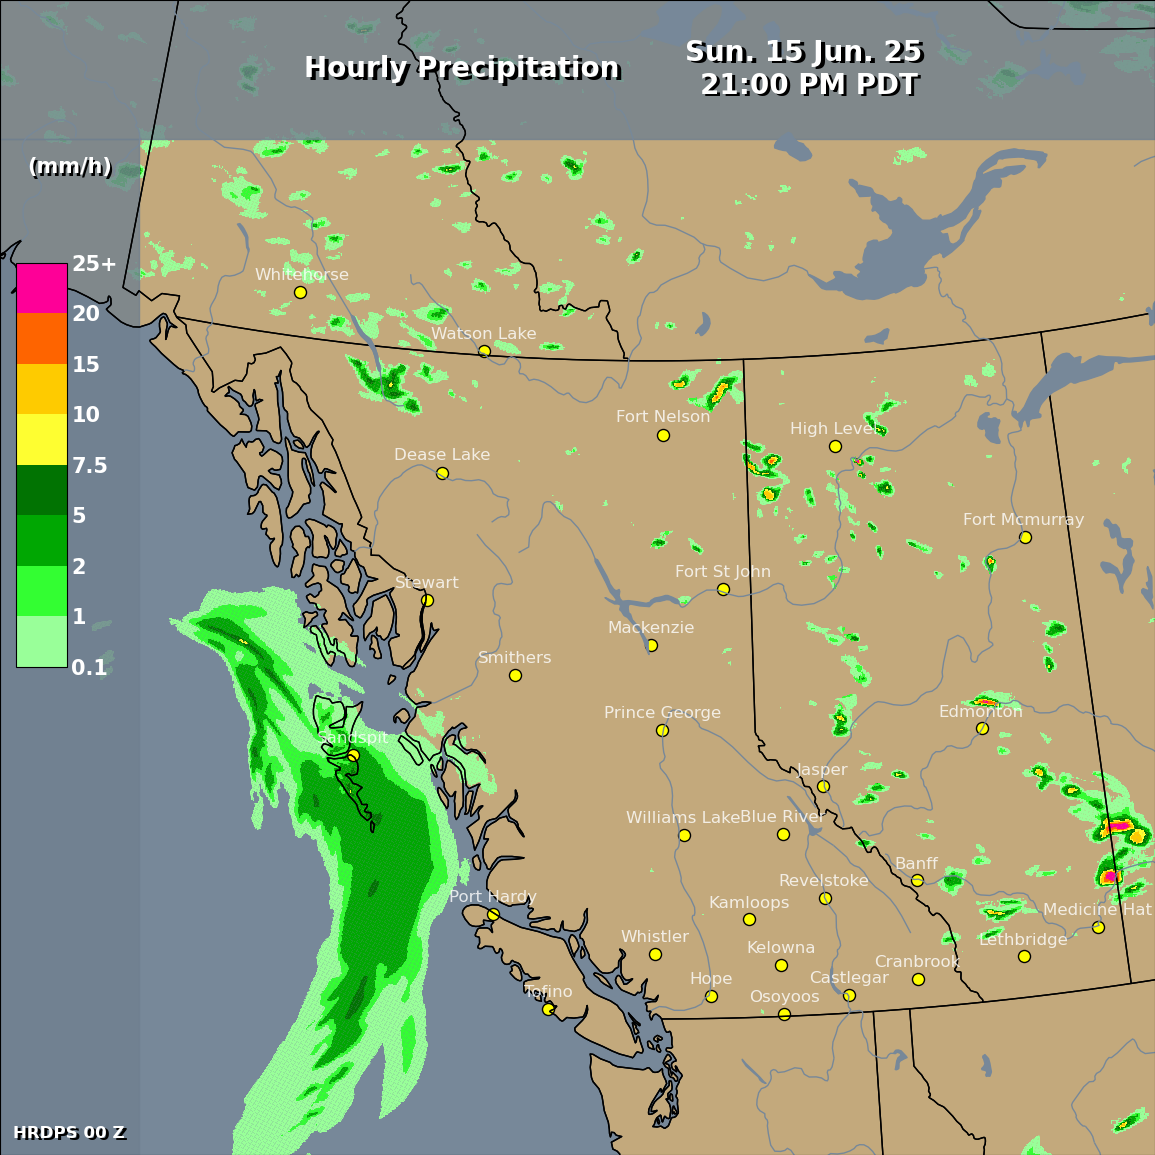 Hourly Precipitation
Sun. 15 Jun. 25
21:00 PM PDT
(mm/h)
25+
20
15
10
7.5
5
2
1
0.1
Whitehorse
Watson Lake
Fort Nelson
High Level
Dease Lake
Fort Mcmurray
Stewart
Fort St John
Mackenzie
Smithers
Prince George
Edmonton
Sandspit
Jasper
Williams Lake
Blue River
Banff
Revelstoke
Port Hardy
Kamloops
Medicine Hat
Whistler
Kelowna
Lethbridge
Cranbrook
Hope
Castlegar
Tofino
Osoyoos
HRDPS 00 Z